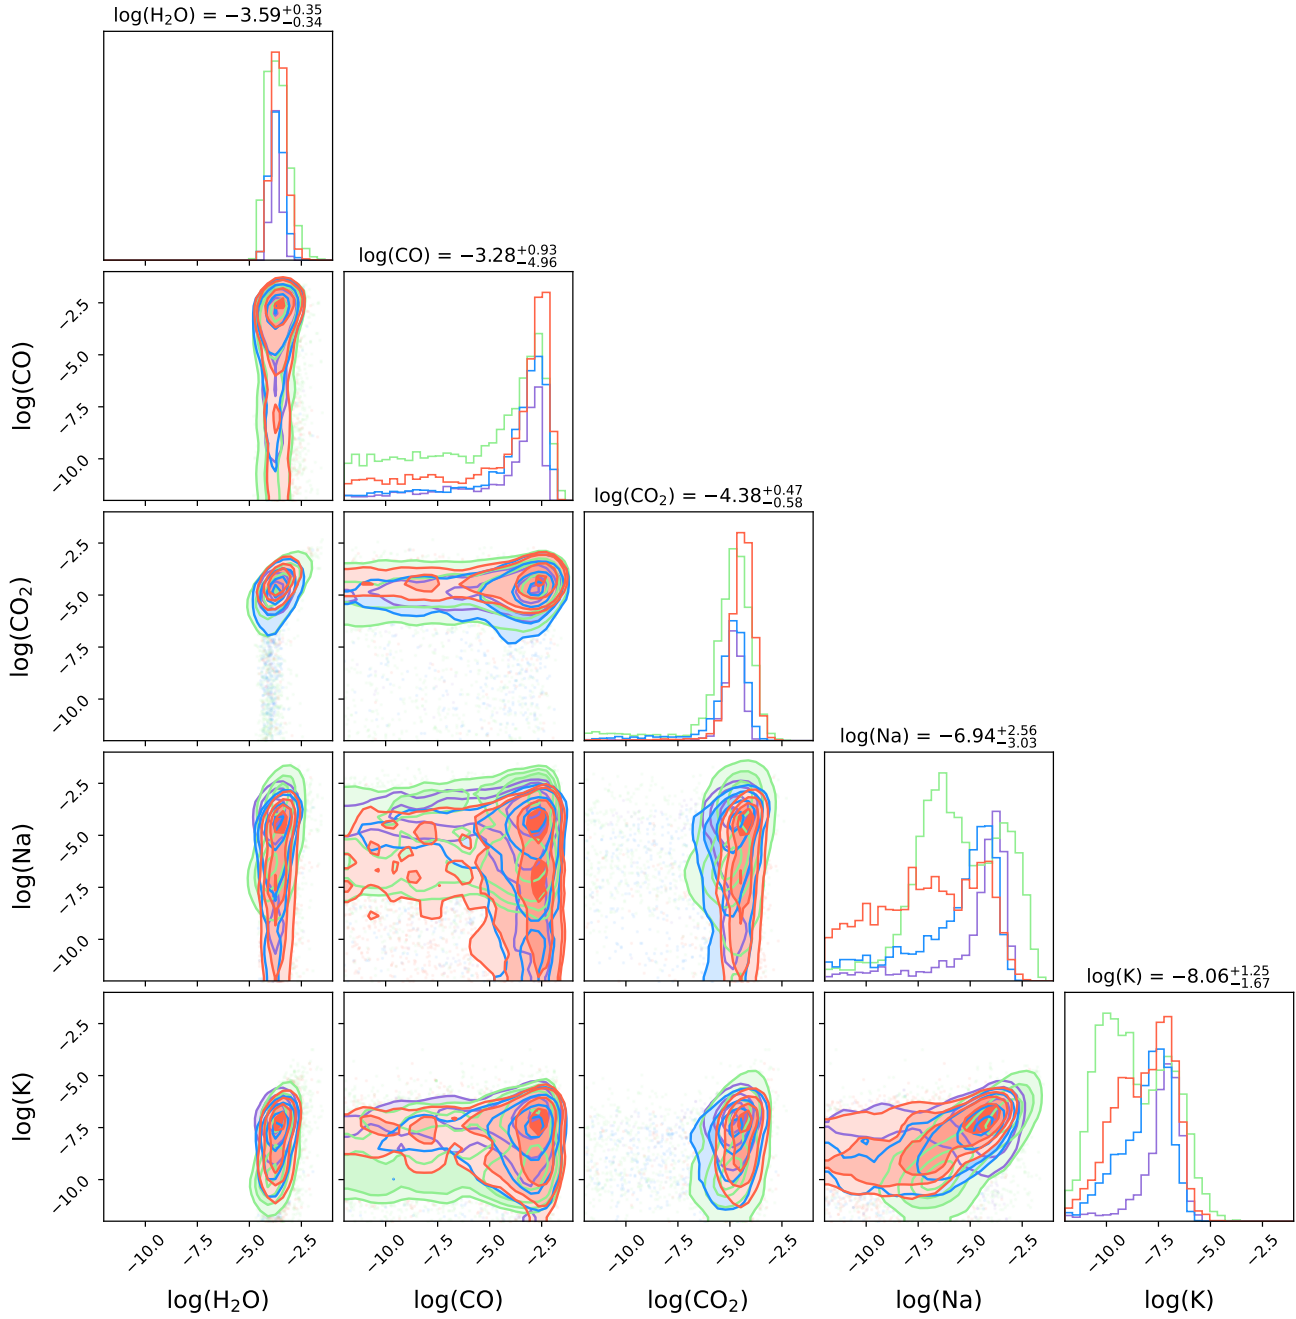 log(H₂O) = −3.59+0.35−0.34
log(CO) = −3.28+0.93−4.96
−2.5
−5.0
−7.5
−10.0
log(CO)
log(CO₂) = −4.38+0.47−0.58
−2.5
−5.0
−7.5
−10.0
log(CO₂)
log(Na) = −6.94+2.56−3.03
−2.5
−5.0
−7.5
−10.0
log(Na)
log(K) = −8.06+1.25−1.67
−2.5
−5.0
−7.5
−10.0
log(K)
−10.0 −7.5 −5.0 −2.5 −10.0 −7.5 −5.0 −2.5 −10.0 −7.5 −5.0 −2.5 −10.0 −7.5 −5.0 −2.5 −10.0 −7.5 −5.0 −2.5
log(H₂O) log(CO) log(CO₂) log(Na) log(K)